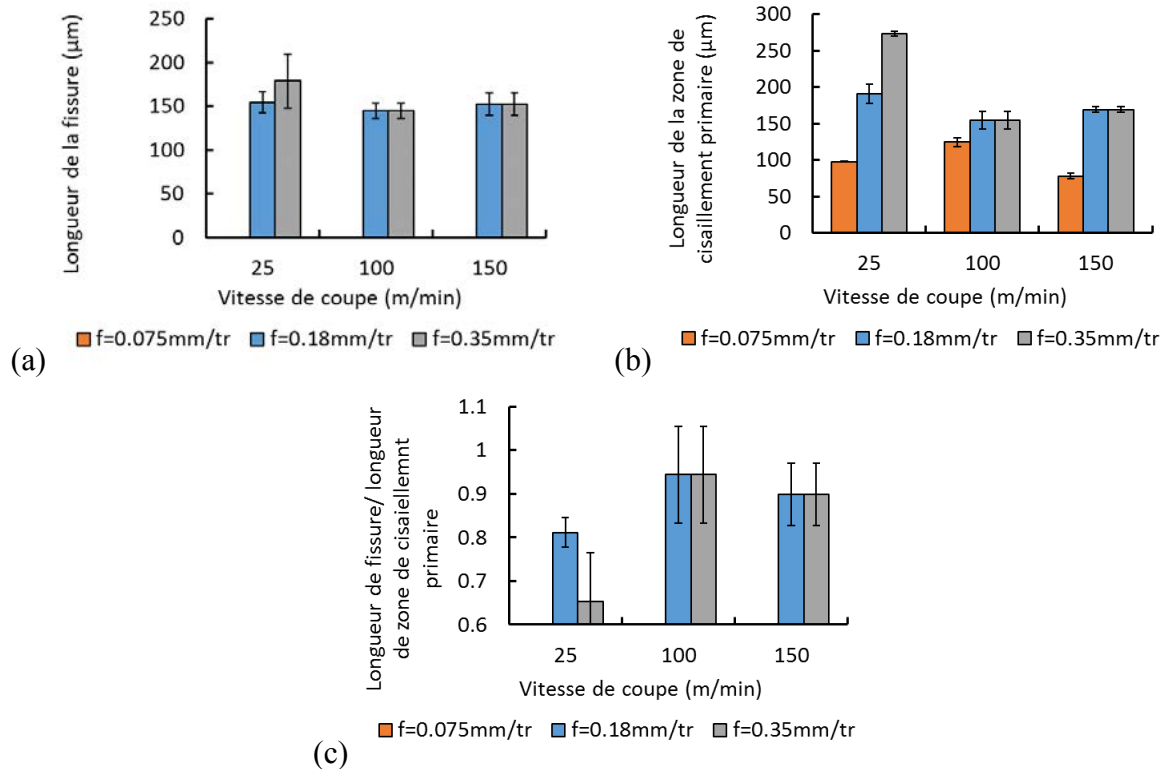 Longueur de la fissure (µm)
200
150
100
50
0
25 100 150
Vitesse de coupe (m/min)
f=0.075mm/tr f=0.18mm/tr f=0.35mm/tr
(a)
Longueur de la zone de
cisaillement primaire (µm)
300
250
200
150
100
50
0
25 100 150
Vitesse de coupe (m/min)
f=0.075mm/tr f=0.18mm/tr f=0.35mm/tr
(b)
Longueur de fissure/ longueur
de zone de cisaiellemnt
primaire
1.1
1
0.9
0.8
0.7
0.6
25 100 150
Vitesse de coupe (m/min)
f=0.075mm/tr f=0.18mm/tr f=0.35mm/tr
(c)